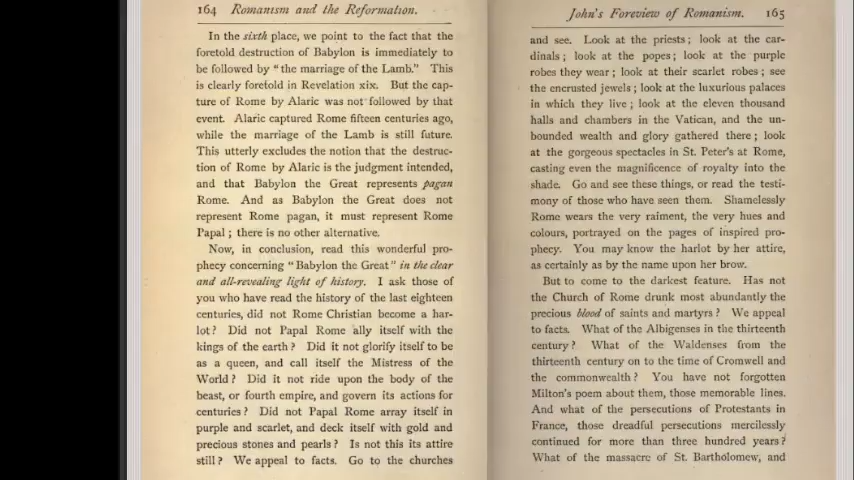 164 Romanism and the Reformation.
In the sixth place, we point to the fact that the
foretold destruction of Babylon is immediately to
be followed by "the marriage of the Lamb." This
is clearly foretold in Revelation xix. But the cap-
ture of Rome by Alaric was not followed by that
event. Alaric captured Rome fifteen centuries ago,
while the marriage of the Lamb is still future.
This utterly excludes the notion that the destruc-
tion of Rome by Alaric is the judgment intended,
and that Babylon the Great represents pagan
Rome. And as Babylon the Great does not
represent Rome pagan, it must represent Rome
Papal ; there is no other alternative.
Now, in conclusion, read this wonderful pro-
phecy concerning "Babylon the Great" in the clear
and all-revealing light of history. I ask those of
you who have read the history of the last eighteen
centuries, did not Rome Christian become a har-
lot ? Did not Papal Rome ally itself with the
kings of the earth ? Did it not glorify itself to be
as a queen, and call itself the Mistress of the
World ? Did it not ride upon the body of the
beast, or fourth empire, and govern its actions for
centuries ? Did not Papal Rome array itself in
purple and scarlet, and deck itself with gold and
precious stones and pearls ? Is not this its attire
still ? We appeal to facts. Go to the churches
John's Foreview of Romanism. 165
and see. Look at the priests ; look at the car-
dinals ; look at the popes ; look at the purple
robes they wear ; look at their scarlet robes ; see
the encrusted jewels ; look at the luxurious palaces
in which they live ; look at the eleven thousand
halls and chambers in the Vatican, and the un-
bounded wealth and glory gathered there ; look
at the gorgeous spectacles in St. Peter's at Rome,
casting even the magnificence of royalty into the
shade. Go and see these things, or read the testi-
mony of those who have seen them. Shamelessly
Rome wears the very raiment, the very hues and
colours, portrayed on the pages of inspired pro-
phecy. You may know the harlot by her attire,
as certainly as by the name upon her brow.
But to come to the darkest feature. Has not
the Church of Rome drunk most abundantly the
precious blood of saints and martyrs ? We appeal
to facts. What of the Albigenses in the thirteenth
century ? What of the Waldenses from the
thirteenth century on to the time of Cromwell and
the commonwealth ? You have not forgotten
Milton's poem about them, those memorable lines.
And what of the persecutions of Protestants in
France, those dreadful persecutions mercilessly
continued for more than three hundred years ?
What of the massacre of St. Bartholomew, and